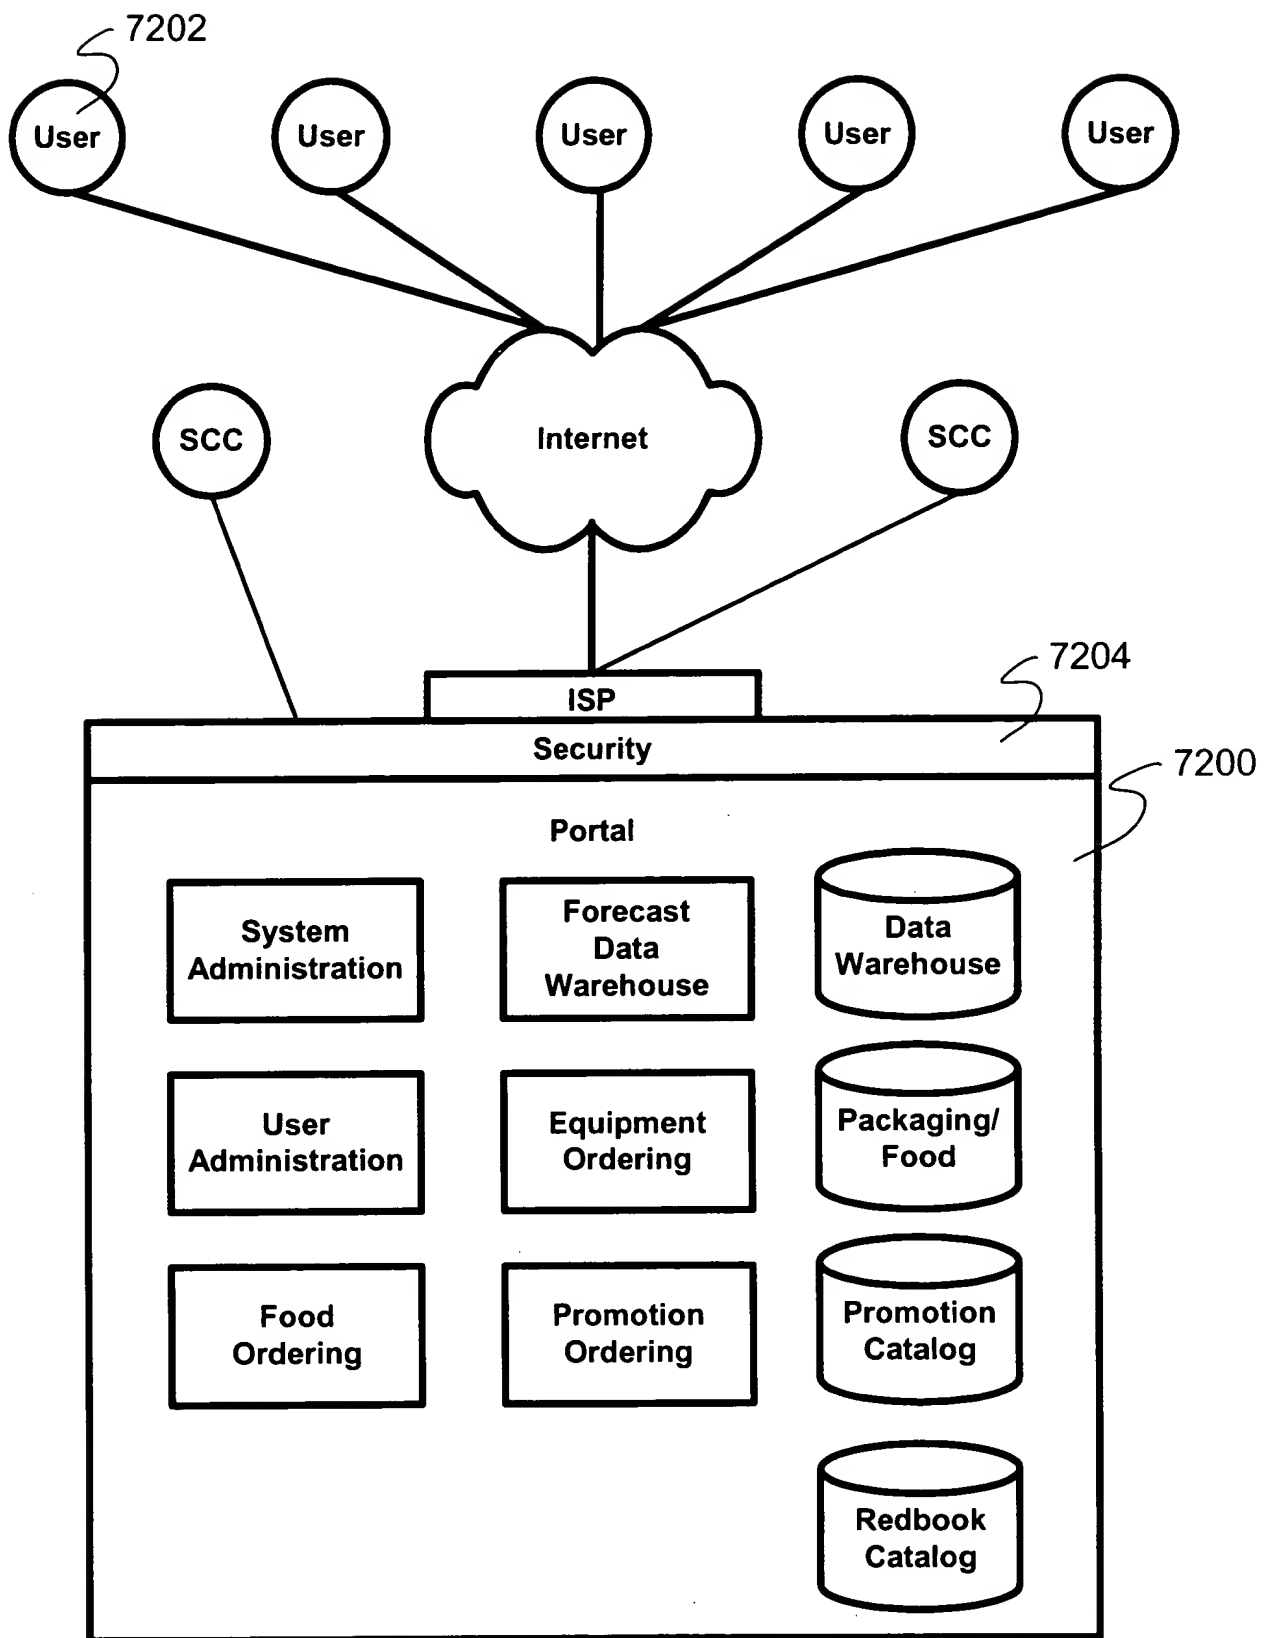 7202
User
User
User
User
User
SCC
Internet
SCC
7204
ISP
Security
7200
Portal
System
Administration
Forecast
Data
Warehouse
Data
Warehouse
User
Administration
Equipment
Ordering
Packaging/
Food
Food
Ordering
Promotion
Ordering
Promotion
Catalog
Redbook
Catalog